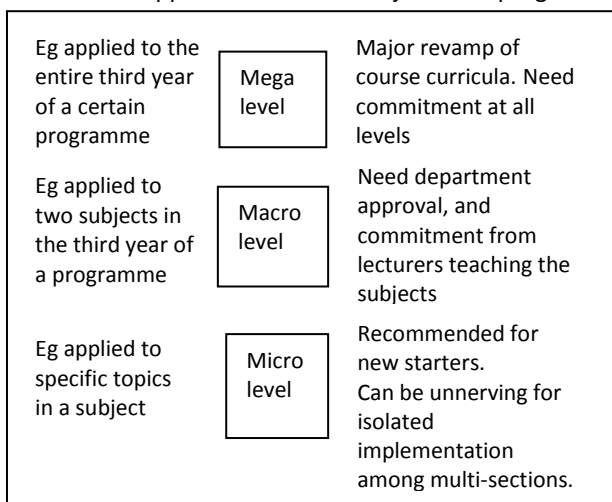 Eg applied to the
entire third year
of a certain
programme
Mega
level
Major revamp of
course curricula. Need
commitment at all
levels
Eg applied to
two subjects in
the third year of
a programme
Macro
level
Need department
approval, and
commitment from
lecturers teaching the
subjects
Eg applied to
specific topics
in a subject
Micro
level
Recommended for
new starters.
Can be unnerving for
isolated
implementation
among multi-sections.